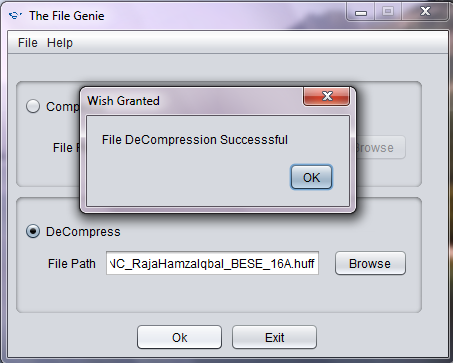 The File Genie
File Help
Wish Granted
File DeCompression Successsful
OK
Comp
File F
Browse
DeCompress
File Path NC_RajaHamzaIqbal_BESE_16A.huff Browse
Ok Exit